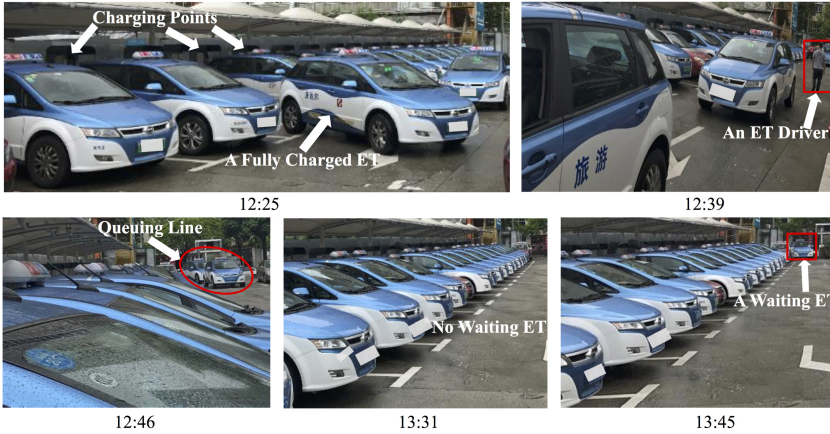 Charging Points
A Fully Charged ET
12:25
旅游
An ET Driver
12:39
Queuing Line
12:46
No Waiting ET
13:31
A Waiting ET
13:45